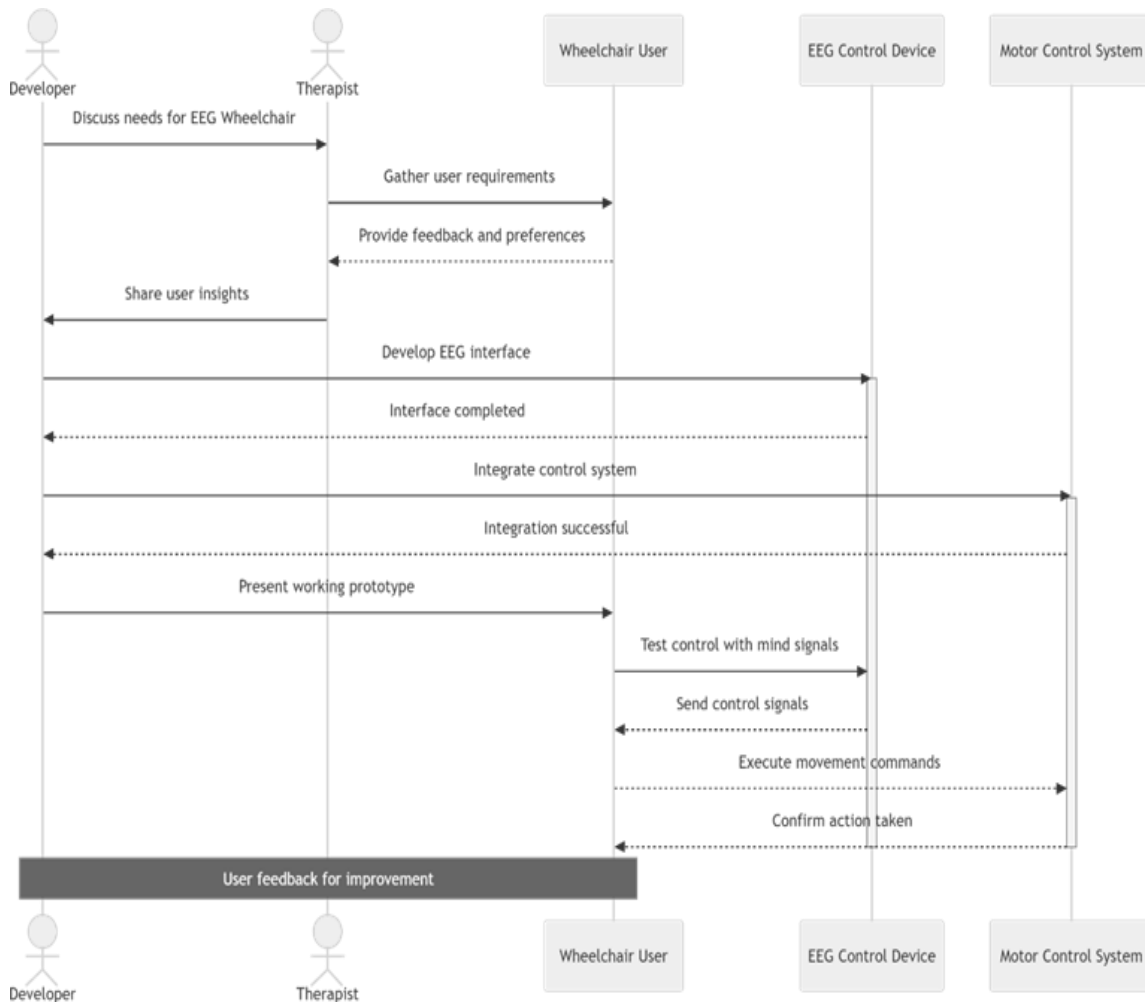 Wheelchair User
EEG Control Device
Motor Control System
Developer
Therapist
Discuss needs for EEG Wheelchair
Gather user requirements
Provide feedback and preferences
Share user insights
Develop EEG interface
Interface completed
Integrate control system
Integration successful
Present working prototype
Test control with mind signals
Send control signals
Execute movement commands
Confirm action taken
User feedback for improvement
Wheelchair User
EEG Control Device
Motor Control System
Developer
Therapist